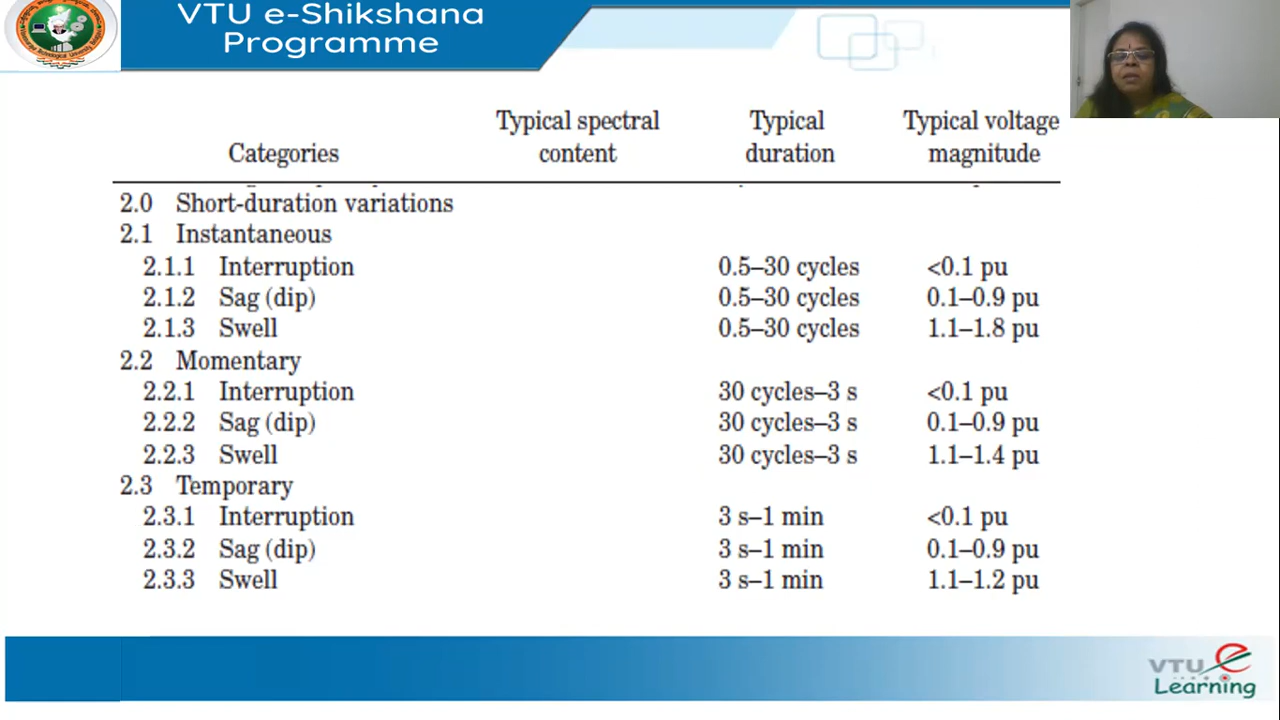 VTU e-Shikshana
Programme
Typical spectral Typical Typical voltage
Categories content duration magnitude
2.0 Short-duration variations
2.1 Instantaneous
2.1.1 Interruption 0.5–30 cycles <0.1 pu
2.1.2 Sag (dip) 0.5–30 cycles 0.1–0.9 pu
2.1.3 Swell 0.5–30 cycles 1.1–1.8 pu
2.2 Momentary
2.2.1 Interruption 30 cycles–3 s <0.1 pu
2.2.2 Sag (dip) 30 cycles–3 s 0.1–0.9 pu
2.2.3 Swell 30 cycles–3 s 1.1–1.4 pu
2.3 Temporary
2.3.1 Interruption 3 s–1 min <0.1 pu
2.3.2 Sag (dip) 3 s–1 min 0.1–0.9 pu
2.3.3 Swell 3 s–1 min 1.1–1.2 pu
VTU e
Learning